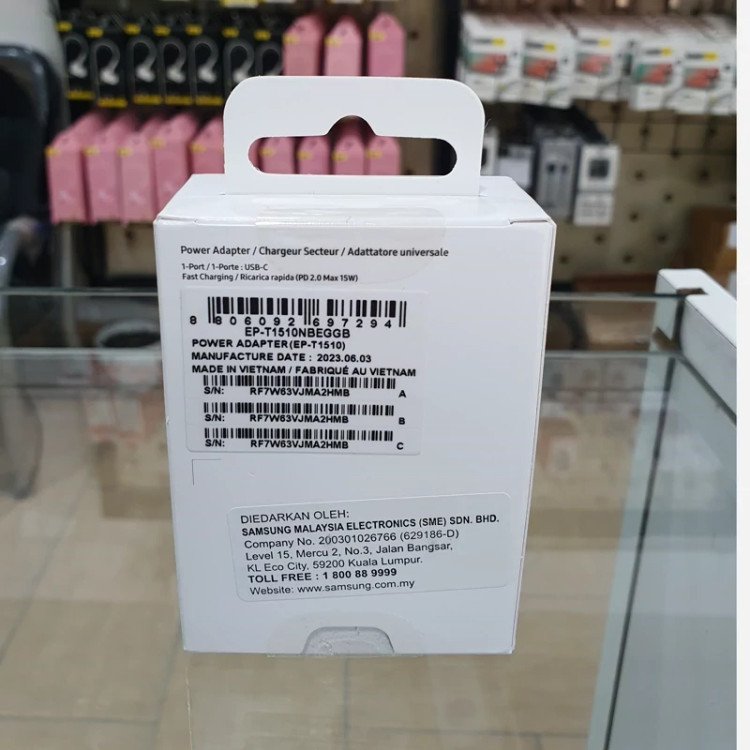 Power Adapter / Chargeur Secteur / Adattatore universale
1-Port / 1-Porte : USB-C
Fast Charging / Ricarica rapida (PD 2.0 Max 15W)
8 806092 697294
EP-T1510NBEGGB
POWER ADAPTER(EP-T1510)
MANUFACTURE DATE : 2023.06.03
MADE IN VIETNAM / FABRIQUÉ AU VIETNAM
S/N: RF7W63VJMA2HMB A
S/N: RF7W63VJMA2HMB B
S/N: RF7W63VJMA2HMB C
DIEDARKAN OLEH:
SAMSUNG MALAYSIA ELECTRONICS (SME) SDN. BHD.
Company No. 200301026766 (629186-D)
Level 15, Mercu 2, No.3, Jalan Bangsar,
KL Eco City, 59200 Kuala Lumpur.
TOLL FREE : 1 800 88 9999
Website: www.samsung.com.my